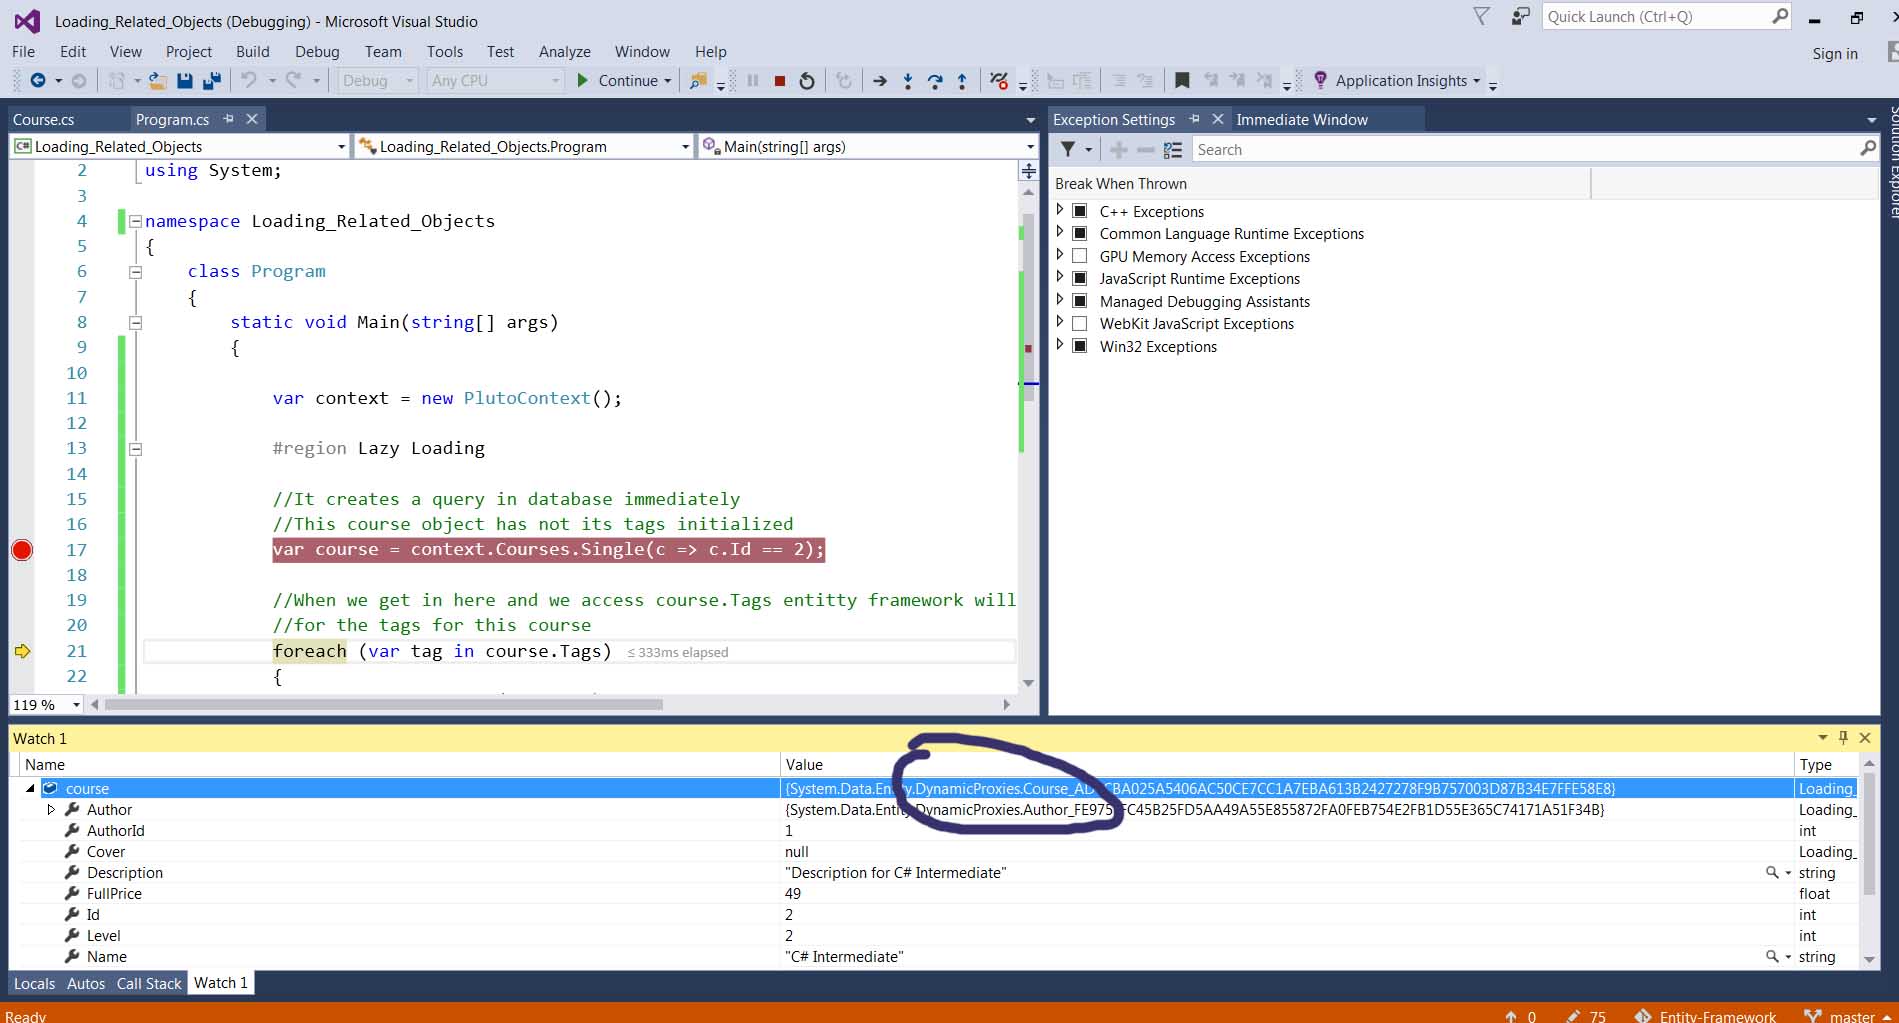 Loading_Related_Objects (Debugging) - Microsoft Visual Studio
Quick Launch (Ctrl+Q)
File Edit View Project Build Debug Team Tools Test Analyze Window Help
Sign in
Debug Any CPU Continue Application Insights
Course.cs Program.cs
Exception Settings Immediate Window
Solution Explorer
Loading_Related_Objects Loading_Related_Objects.Program Main(string[] args)
Search
2 using System;
3
4 namespace Loading_Related_Objects
5 {
6 class Program
7 {
8 static void Main(string[] args)
9 {
10
11 var context = new PlutoContext();
12
13 #region Lazy Loading
14
15 //It creates a query in database immediately
16 //This course object has not its tags initialized
17 var course = context.Courses.Single(c => c.Id == 2);
18
19 //When we get in here and we access course.Tags entitty framework will
20 //for the tags for this course
21 foreach (var tag in course.Tags) ≤ 333ms elapsed
22 {
119 %
Break When Thrown
C++ Exceptions
Common Language Runtime Exceptions
GPU Memory Access Exceptions
JavaScript Runtime Exceptions
Managed Debugging Assistants
WebKit JavaScript Exceptions
Win32 Exceptions
Watch 1
Name Value Type
course {System.Data.Entity.DynamicProxies.Course_AD Loading_
Author {System.Data.Entity.DynamicProxies.Author_FE975 FC45B25FD5AA49A55E855872FA0FEB754E2FB1D55E365C74171A51F34B} Loading_
AuthorId 1 int
Cover null Loading_
Description "Description for C# Intermediate" string
FullPrice 49 float
Id 2 int
Level 2 int
Name "C# Intermediate" string
Locals Autos Call Stack Watch 1
Ready 0 75 Entity-Framework master